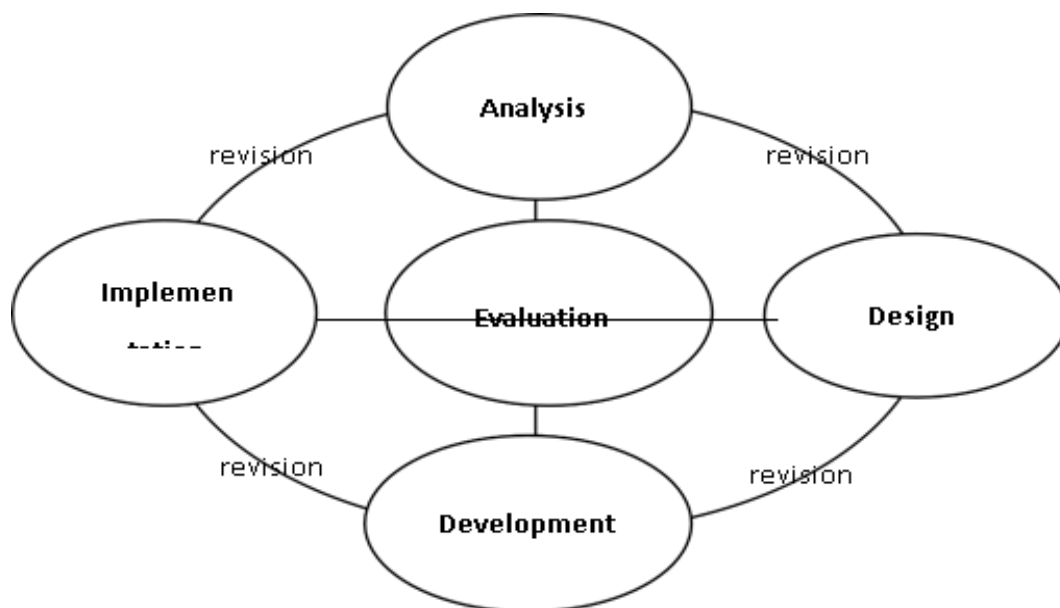 Analysis
revision
revision
Implemen
Evaluation
Design
revision
revision
Development